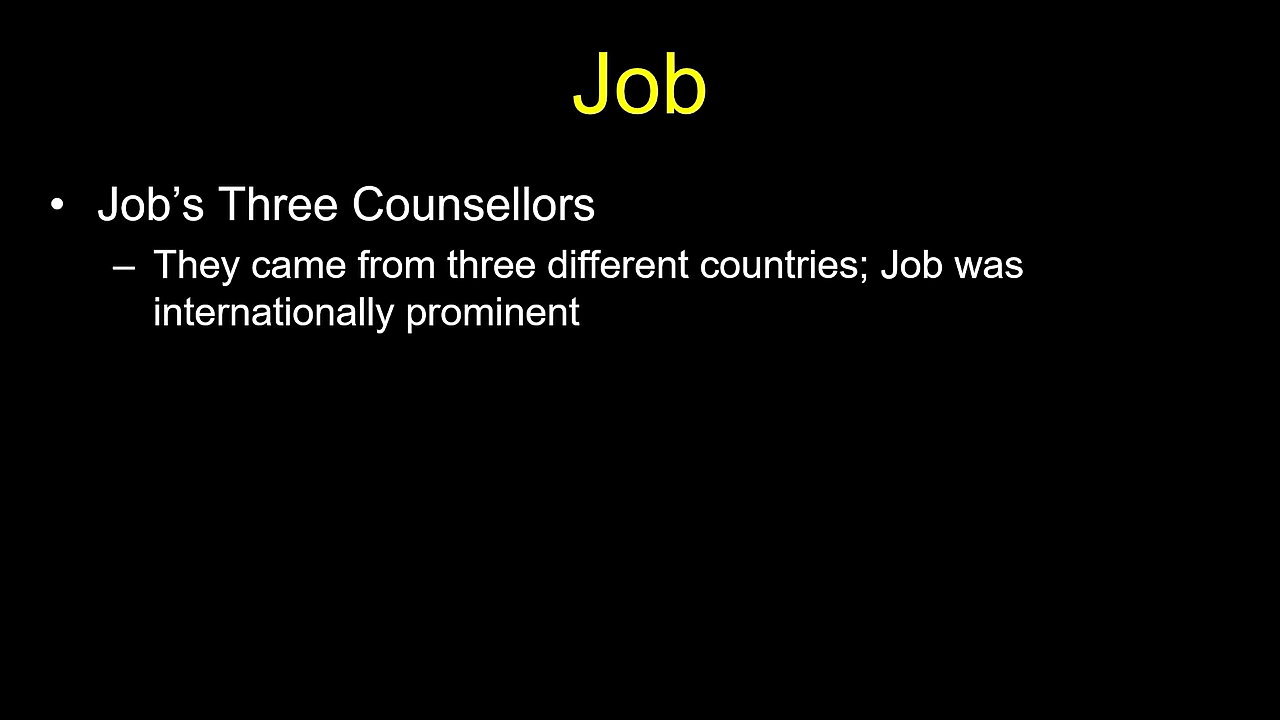 Job
• Job’s Three Counsellors
– They came from three different countries; Job was
internationally prominent